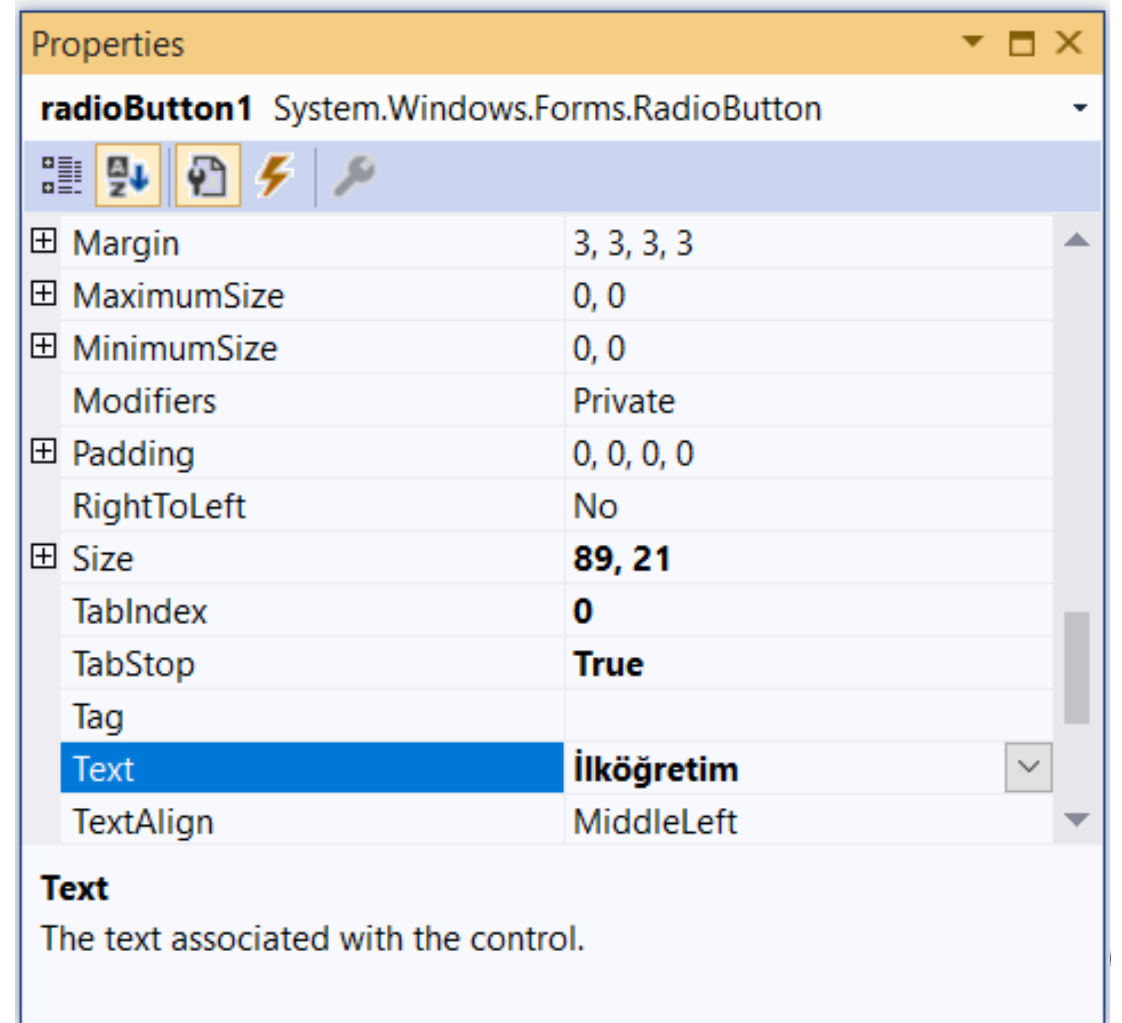 Properties
radioButton1 System.Windows.Forms.RadioButton
Margin 3, 3, 3, 3
MaximumSize 0, 0
MinimumSize 0, 0
Modifiers Private
Padding 0, 0, 0, 0
RightToLeft No
Size 89, 21
TabIndex 0
TabStop True
Tag
Text İlköğretim
TextAlign MiddleLeft
Text
The text associated with the control.